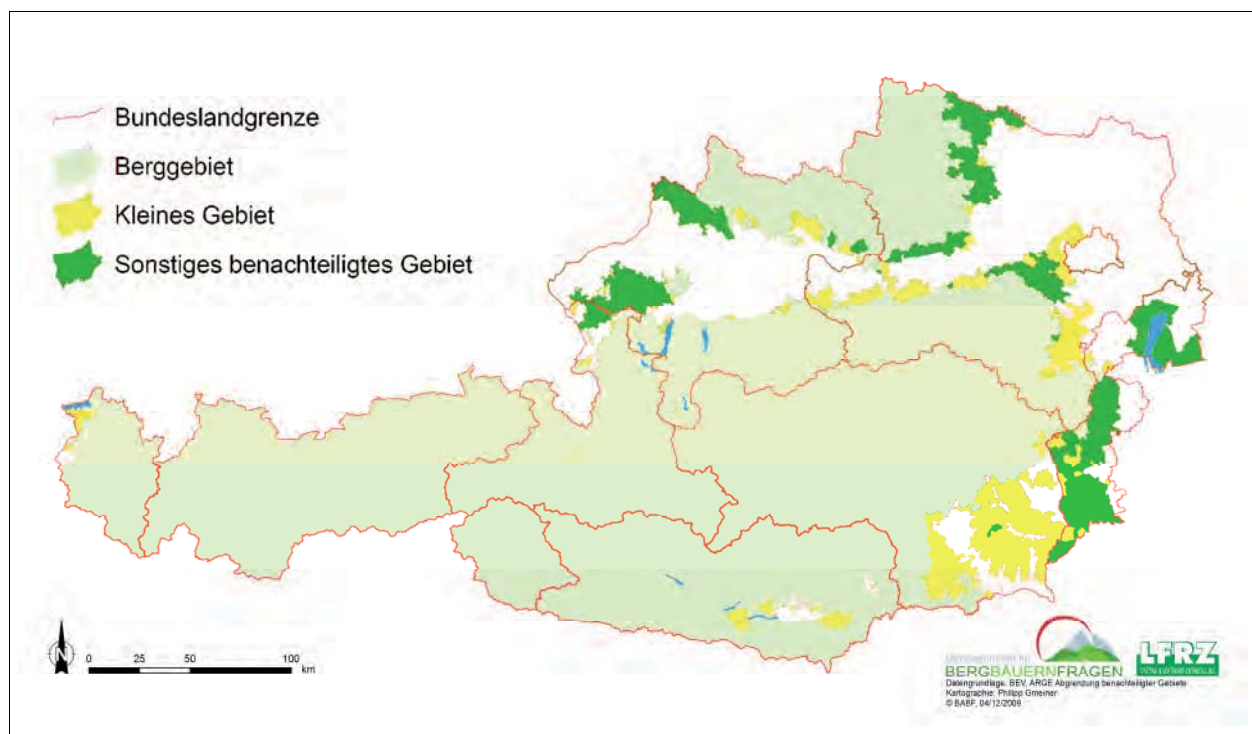 Bundeslandgrenze
Berggebiet
Kleines Gebiet
Sonstiges benachteiligtes Gebiet
N
0 25 50 100
km
BERGBAUERNFRAGEN
LFRZ
Datengrundlage: BEV, ARGE Abgrenzung benachteiligter Gebiete
Kartographie: Philipp Gmeiner
© BABF, 04/12/2009